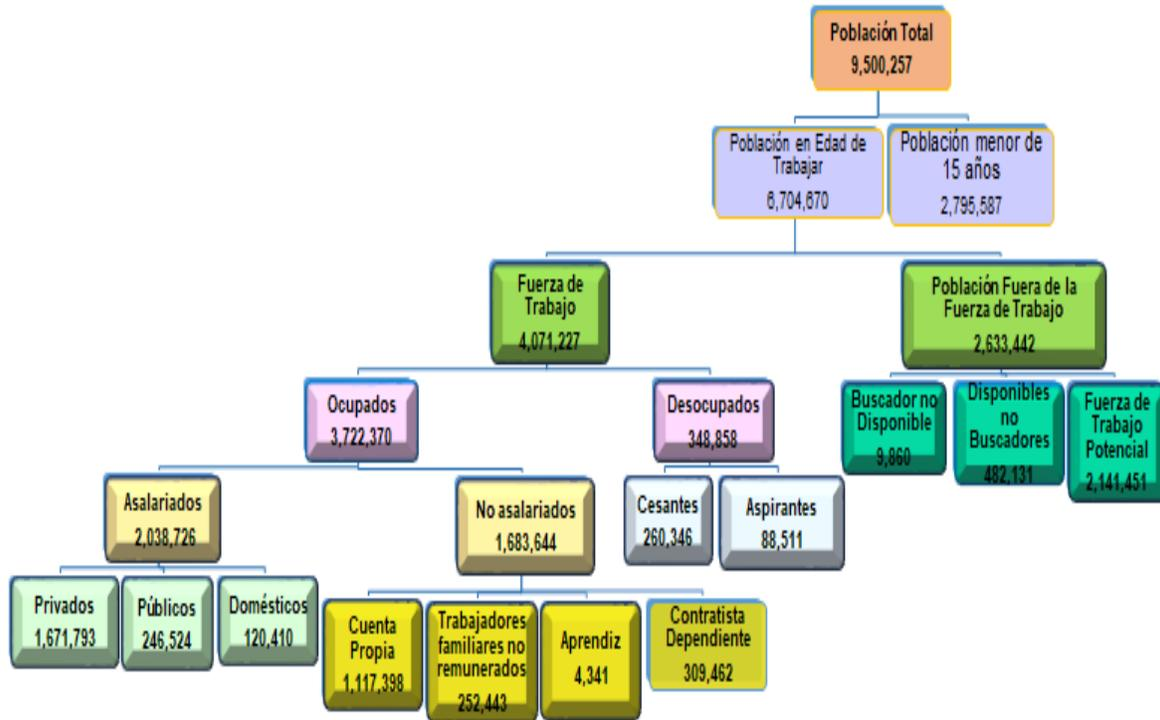 Población Total
9,500,257
Población en Edad de
Trabajar
6,704,670
Población menor de
15 años
2,795,587
Fuerza de
Trabajo
4,071,227
Población Fuera de la
Fuerza de Trabajo
2,633,442
Ocupados
3,722,370
Desocupados
348,858
Buscador no
Disponible
9,860
Disponibles
no
Buscadores
482,131
Fuerza de
Trabajo
Potencial
2,141,451
Asalariados
2,038,726
No asalariados
1,683,644
Cesantes
260,346
Aspirantes
88,511
Privados
1,671,793
Públicos
246,524
Domésticos
120,410
Cuenta
Propia
1,117,398
Trabajadores
familiares no
remunerados
252,443
Aprendiz
4,341
Contratista
Dependiente
309,462